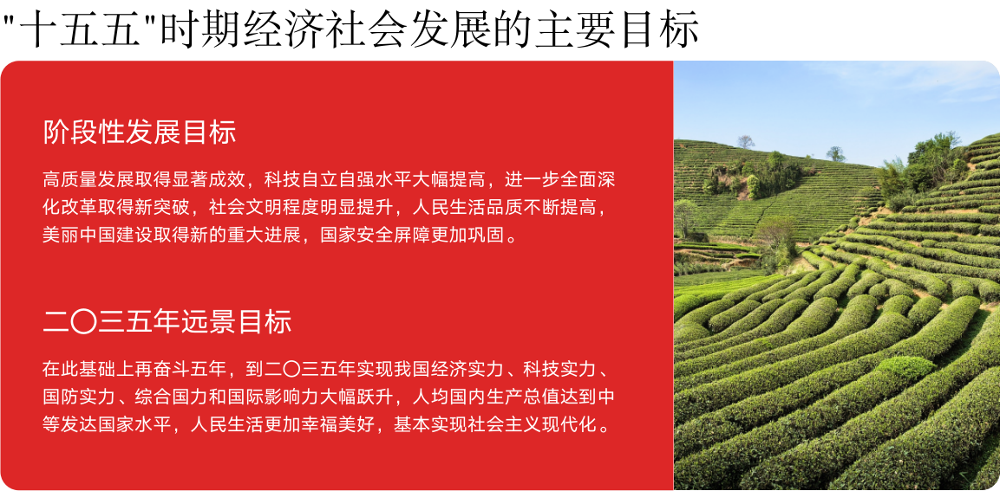 "十五五"时期经济社会发展的主要目标
阶段性发展目标
高质量发展取得显著成效，科技自立自强水平大幅提高，进一步全面深
化改革取得新突破，社会文明程度明显提升，人民生活品质不断提高，
美丽中国建设取得新的重大进展，国家安全屏障更加巩固。
二〇三五年远景目标
在此基础上再奋斗五年，到二〇三五年实现我国经济实力、科技实力、
国防实力、综合国力和国际影响力大幅跃升，人均国内生产总值达到中
等发达国家水平，人民生活更加幸福美好，基本实现社会主义现代化。